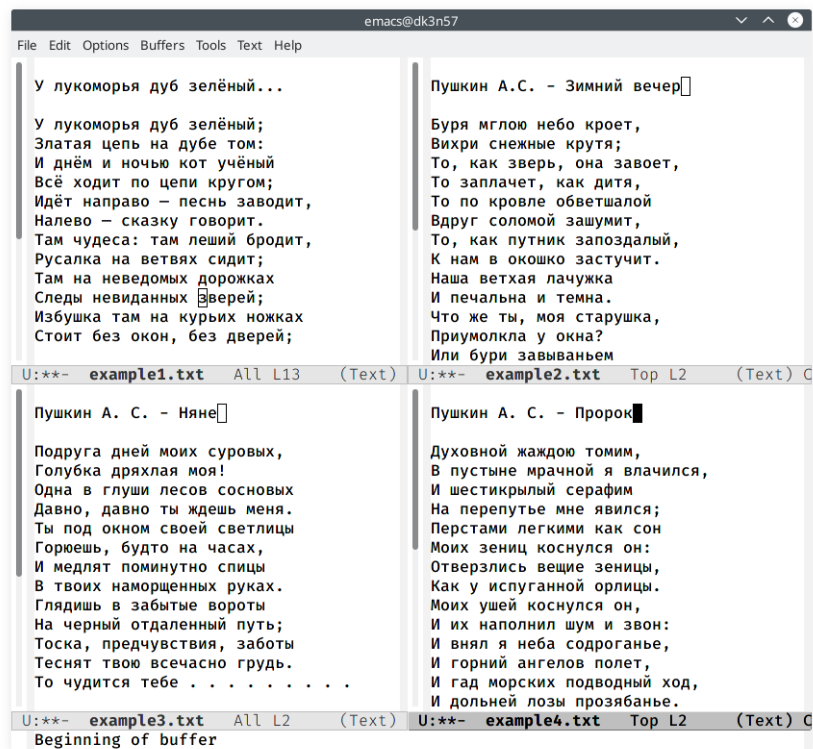 emacs@dk3n57
File Edit Options Buffers Tools Text Help
У лукоморья дуб зелёный...
У лукоморья дуб зелёный;
Златая цепь на дубе том:
И днём и ночью кот учёный
Всё ходит по цепи кругом;
Идёт направо — песнь заводит,
Налево — сказку говорит.
Там чудеса: там леший бродит,
Русалка на ветвях сидит;
Там на неведомых дорожках
Следы невиданных зверей;
Избушка там на курьих ножках
Стоит без окон, без дверей;
U:**- example1.txt All L13 (Text)
Пушкин А.С. - Зимний вечер
Буря мглою небо кроет,
Вихри снежные крутя;
То, как зверь, она завоет,
То заплачет, как дитя,
То по кровле обветшалой
Вдруг соломой зашумит,
То, как путник запоздалый,
К нам в окошко застучит.
Наша ветхая лачужка
И печальна и темна.
Что же ты, моя старушка,
Приумолкла у окна?
Или бури завываньем
U:**- example2.txt Top L2 (Text) C
Пушкин А. С. - Няне
Подруга дней моих суровых,
Голубка дряхлая моя!
Одна в глуши лесов сосновых
Давно, давно ты ждешь меня.
Ты под окном своей светлицы
Горюешь, будто на часах,
И медлят поминутно спицы
В твоих наморщенных руках.
Глядишь в забытые вороты
На черный отдаленный путь;
Тоска, предчувствия, заботы
Теснят твою всечасно грудь.
То чудится тебе . . . . . . . . .
U:**- example3.txt All L2 (Text)
Пушкин А. С. - Пророк
Духовной жаждою томим,
В пустыне мрачной я влачился,
И шестикрылый серафим
На перепутье мне явился;
Перстами легкими как сон
Моих зениц коснулся он:
Отверзлись вещие зеницы,
Как у испуганной орлицы.
Моих ушей коснулся он,
И их наполнил шум и звон:
И внял я неба содроганье,
И горний ангелов полет,
И гад морских подводный ход,
И дольней лозы прозябанье.
U:**- example4.txt Top L2 (Text) C
Beginning of buffer